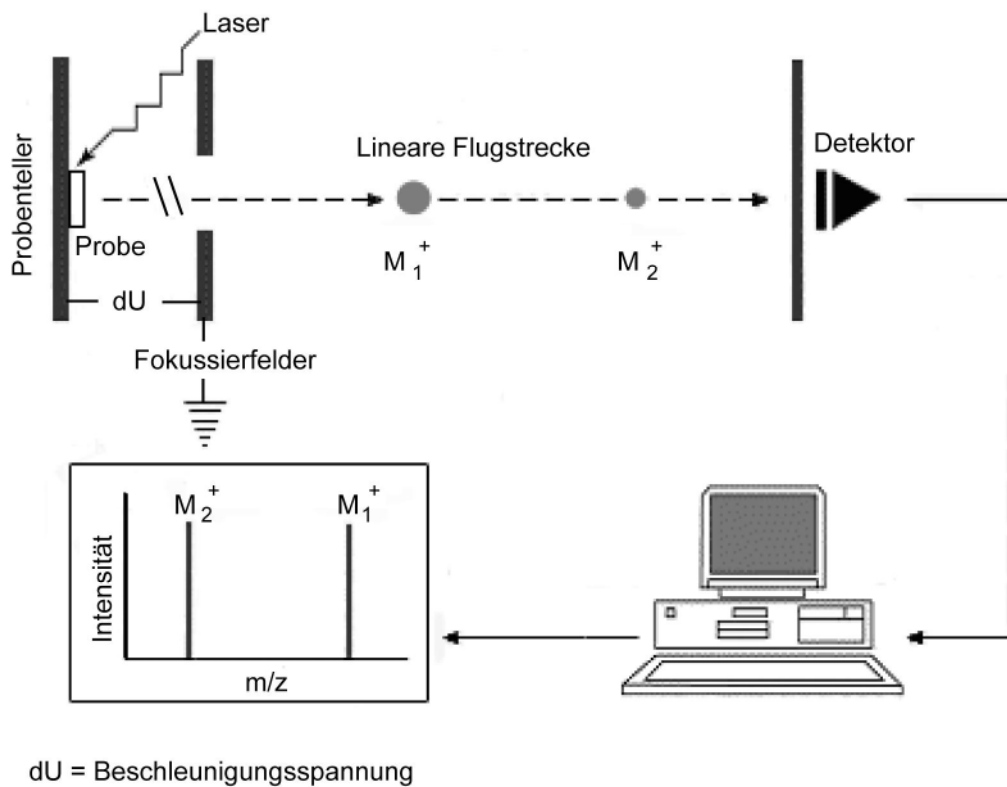 Laser
Probenteller
Lineare Flugstrecke
Detektor
Probe
M₁⁺
M₂⁺
dU
Fokussierfelder
M₂⁺
M₁⁺
Intensität
m/z
dU = Beschleunigungsspannung